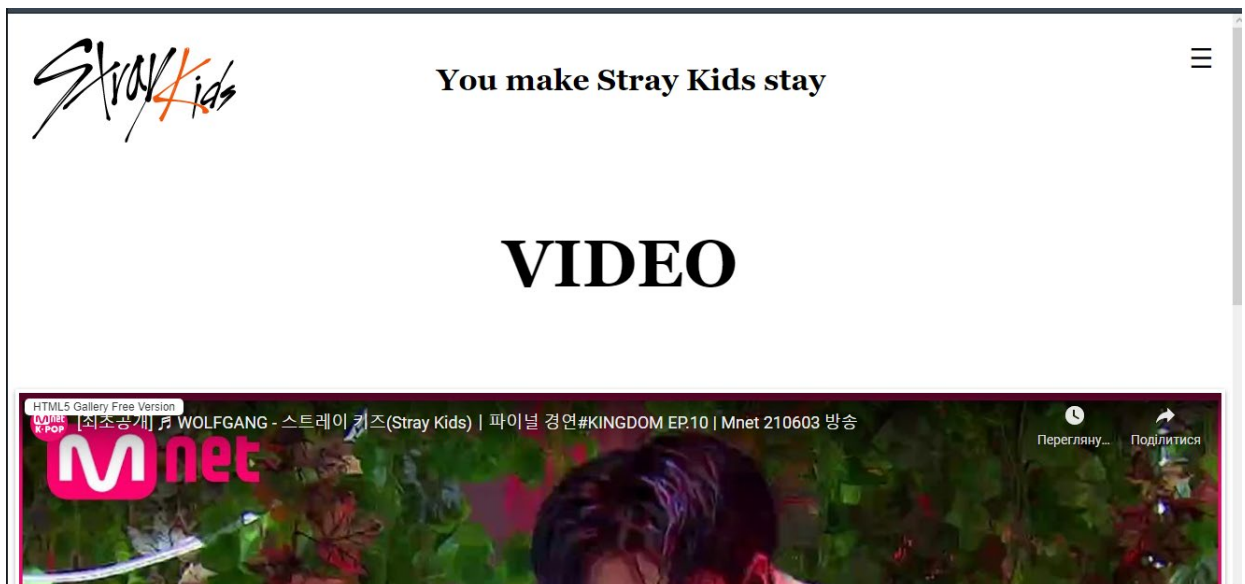 Stray Kids
You make Stray Kids stay
☰
VIDEO
HTML5 Gallery Free Version
Mnet K-POP
[최초공개] ♬ WOLFGANG - 스트레이 키즈(Stray Kids) | 파이널 경연#KINGDOM EP.10 | Mnet 210603 방송
Перегляну...
Поділитися
Mnet